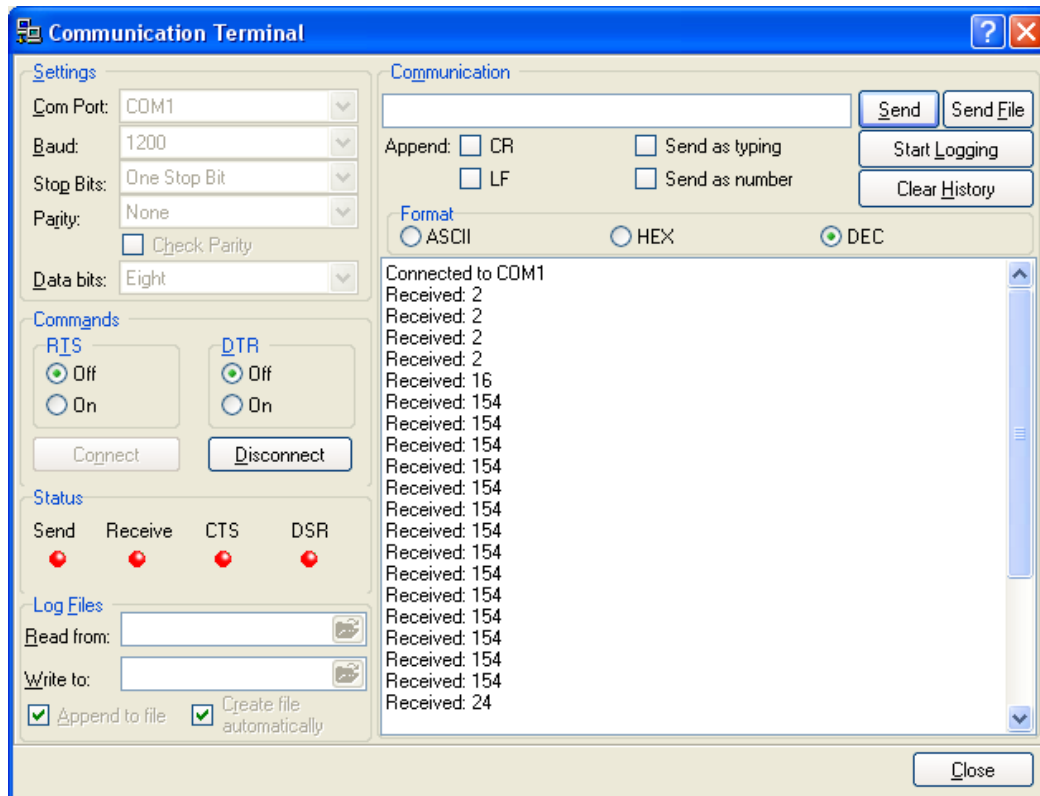 Communication Terminal
Settings
Com Port: COM1
Baud: 1200
Stop Bits: One Stop Bit
Parity: None
Check Parity
Data bits: Eight
Commands
RTS
Off
On
DTR
Off
On
Connect Disconnect
Status
Send Receive CTS DSR
Log Files
Read from:
Write to:
Append to file
Create file
automatically
Communication
Send Send File
Append: CR Send as typing
Start Logging
LF Send as number
Clear History
Format
ASCII HEX DEC
Connected to COM1
Received: 2
Received: 2
Received: 2
Received: 2
Received: 16
Received: 154
Received: 154
Received: 154
Received: 154
Received: 154
Received: 154
Received: 154
Received: 154
Received: 154
Received: 154
Received: 154
Received: 154
Received: 154
Received: 154
Received: 24
Close